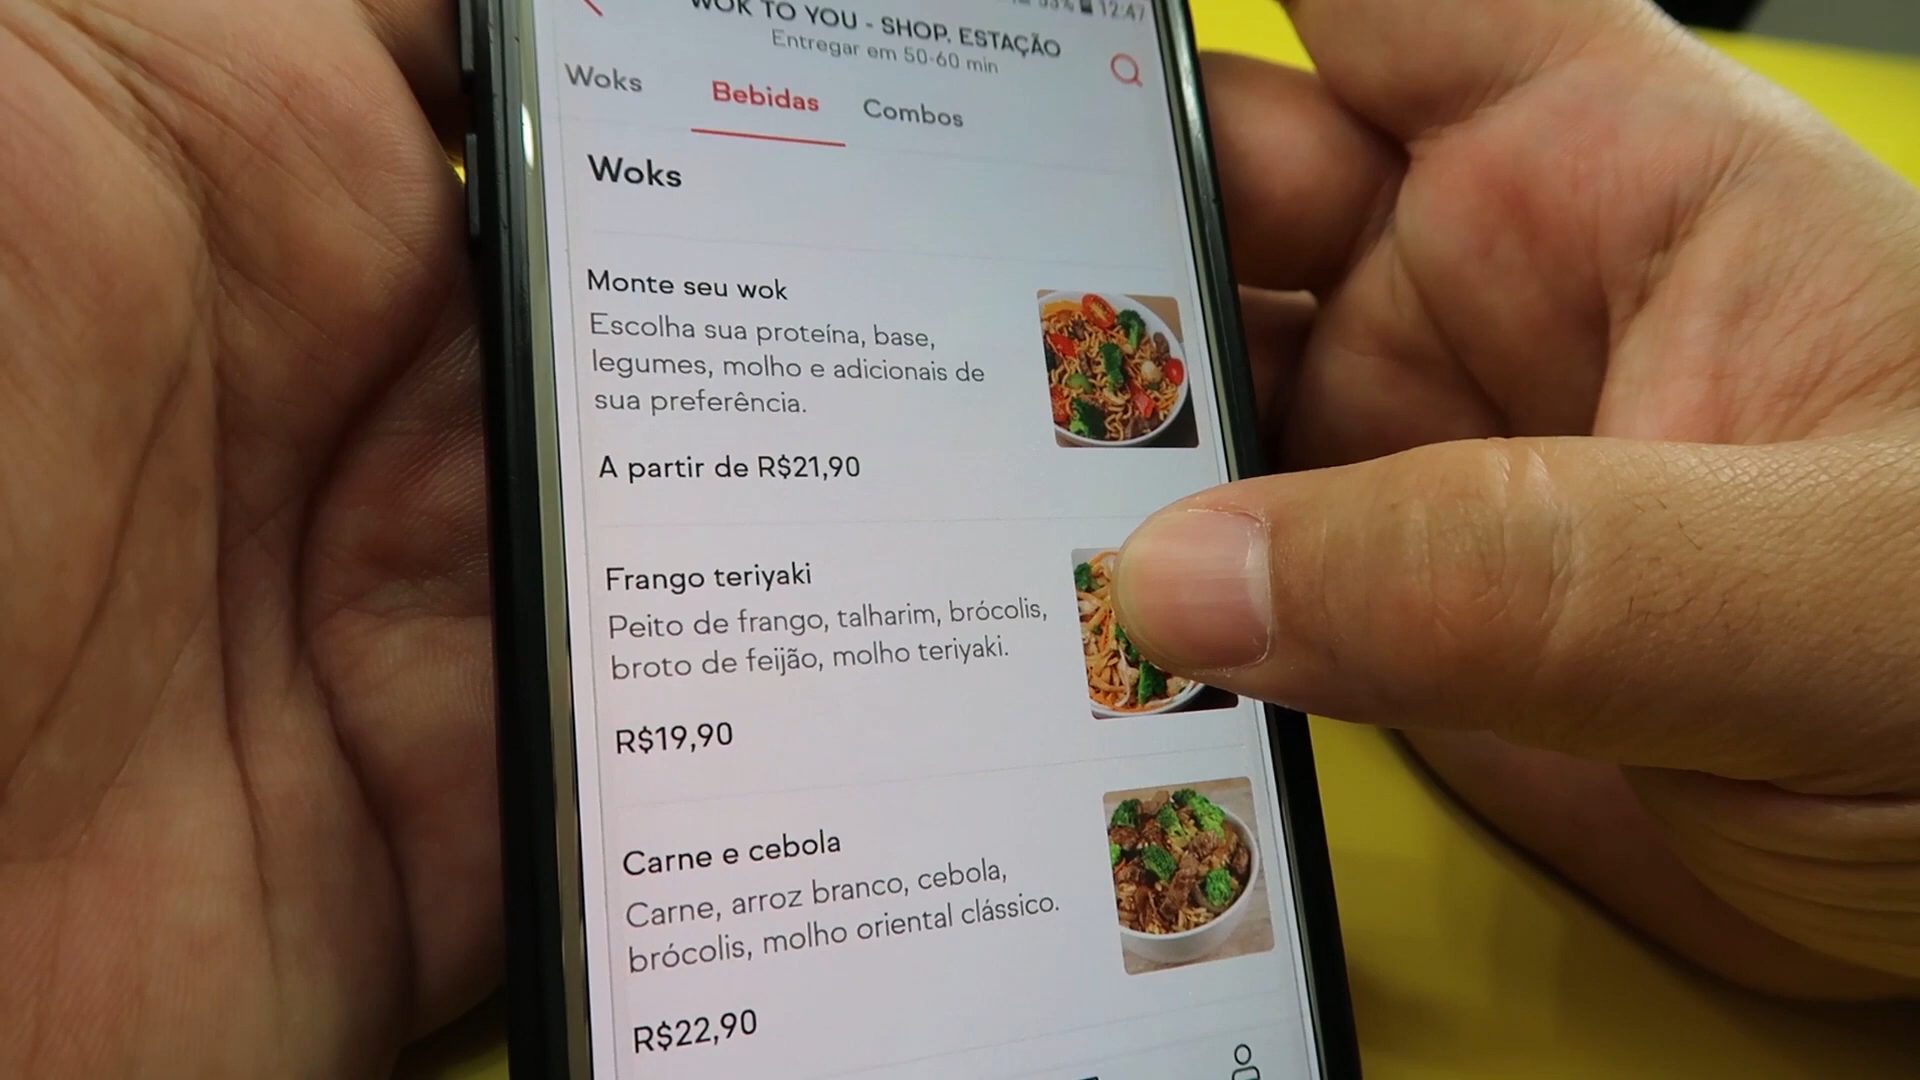 53% 12:47
WOK TO YOU - SHOP. ESTAÇÃO
Entregar em 50-60 min
Woks
Bebidas
Combos
Woks
Monte seu wok
Escolha sua proteína, base,
legumes, molho e adicionais de
sua preferência.
A partir de R$21,90
Frango teriyaki
Peito de frango, talharim, brócolis,
broto de feijão, molho teriyaki.
R$19,90
Carne e cebola
Carne, arroz branco, cebola,
brócolis, molho oriental clássico.
R$22,90